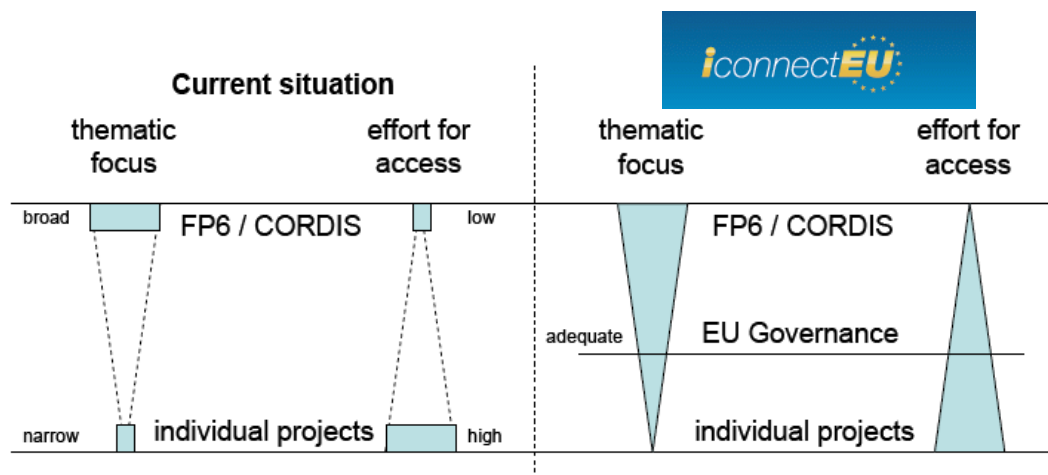 Current situation
thematic
focus
effort for
access
broad
FP6 / CORDIS
low
narrow
individual projects
high
iconnectEU
thematic
focus
effort for
access
FP6 / CORDIS
adequate
EU Governance
individual projects